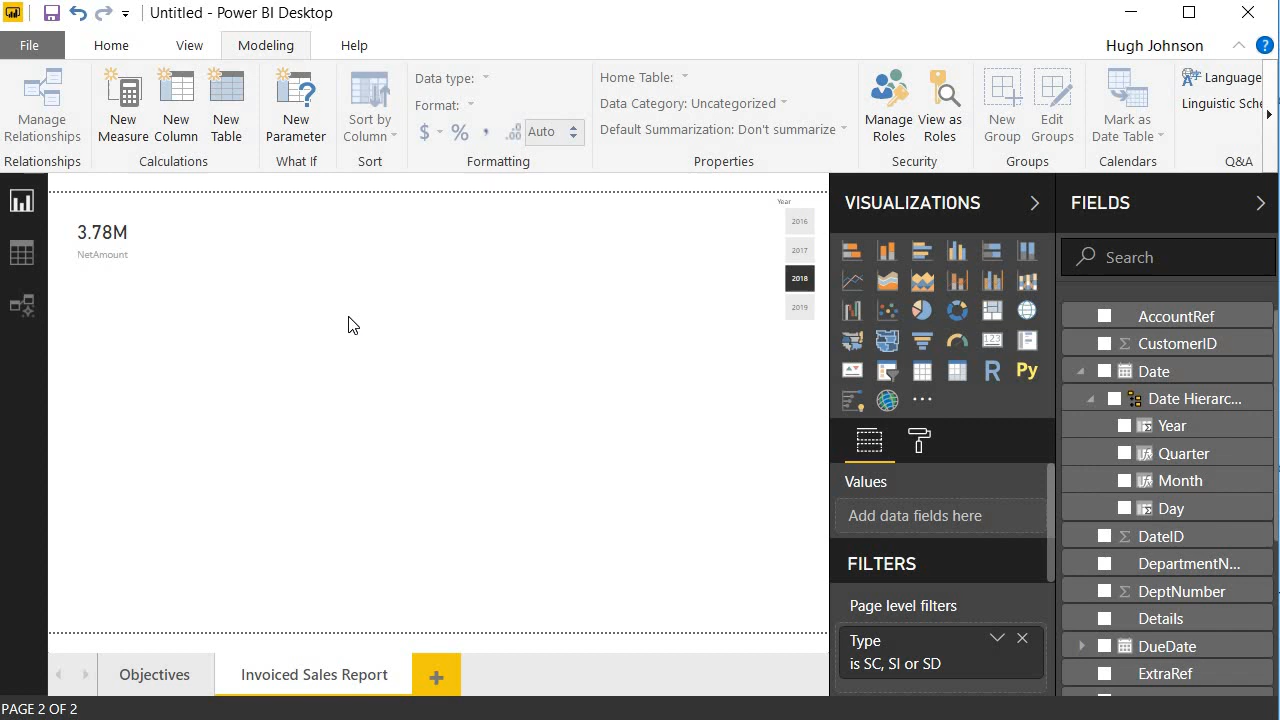 Untitled - Power BI Desktop
File Home View Modeling Help Hugh Johnson ?
Manage Relationships
New Measure
New Column
New Table
New Parameter
Sort by Column
Data type:
Format:
$ % , .00 Auto
Home Table:
Data Category: Uncategorized
Default Summarization: Don't summarize
Manage Roles
View as Roles
New Group
Edit Groups
Mark as Date Table
Language
Linguistic Sche
Relationships Calculations What If Sort Formatting Properties Security Groups Calendars Q&A
3.78M
NetAmount
Year
2016
2017
2018
2019
VISUALIZATIONS
R Py
Values
Add data fields here
FILTERS
Page level filters
Type
is SC, SI or SD
FIELDS
Search
AccountRef
CustomerID
Date
Date Hierarc...
Year
Quarter
Month
Day
DateID
DepartmentN...
DeptNumber
Details
DueDate
ExtraRef
Objectives Invoiced Sales Report +
PAGE 2 OF 2